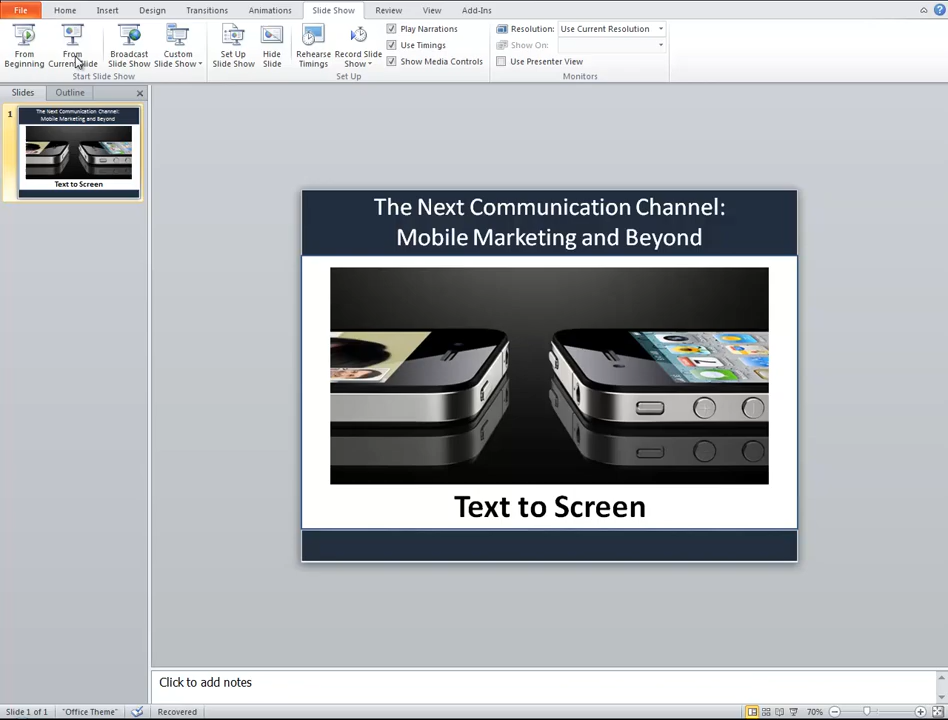 File Home Insert Design Transitions Animations Slide Show Review View Add-Ins
From Beginning
From Current Slide
Broadcast Slide Show
Custom Slide Show
Start Slide Show
Set Up Slide Show
Hide Slide
Rehearse Timings
Record Slide Show
Play Narrations
Use Timings
Show Media Controls
Set Up
Resolution: Use Current Resolution
Show On:
Use Presenter View
Monitors
Slides Outline
1
The Next Communication Channel:
Mobile Marketing and Beyond
Text to Screen
The Next Communication Channel:
Mobile Marketing and Beyond
Text to Screen
Click to add notes
Slide 1 of 1 "Office Theme" Recovered 70%